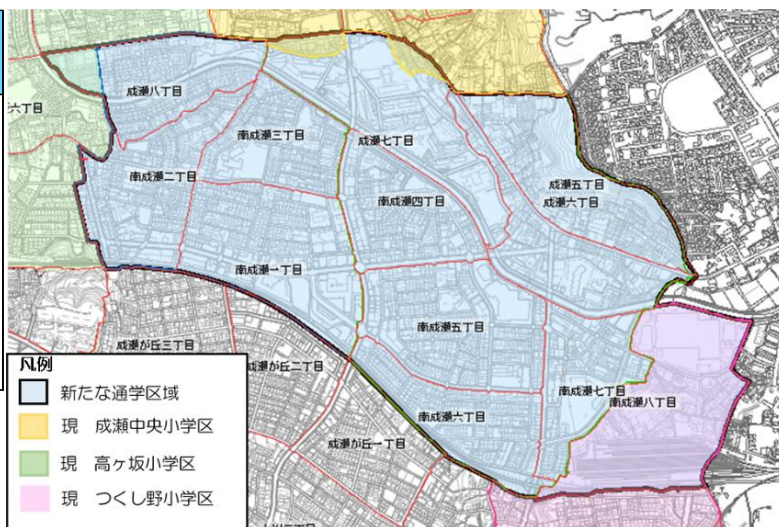 成瀬八丁目
六丁目
南成瀬三丁目
成瀬七丁目
南成瀬二丁目
成瀬五丁目
成瀬六丁目
南成瀬四丁目
南成瀬一丁目
南成瀬五丁目
成瀬が丘三丁目
成瀬が丘二丁目
南成瀬七丁目
南成瀬八丁目
南成瀬六丁目
成瀬が丘一丁目
凡例
新たな通学区域
現 成瀬中央小学区
現 高ヶ坂小学区
現 つくし野小学区